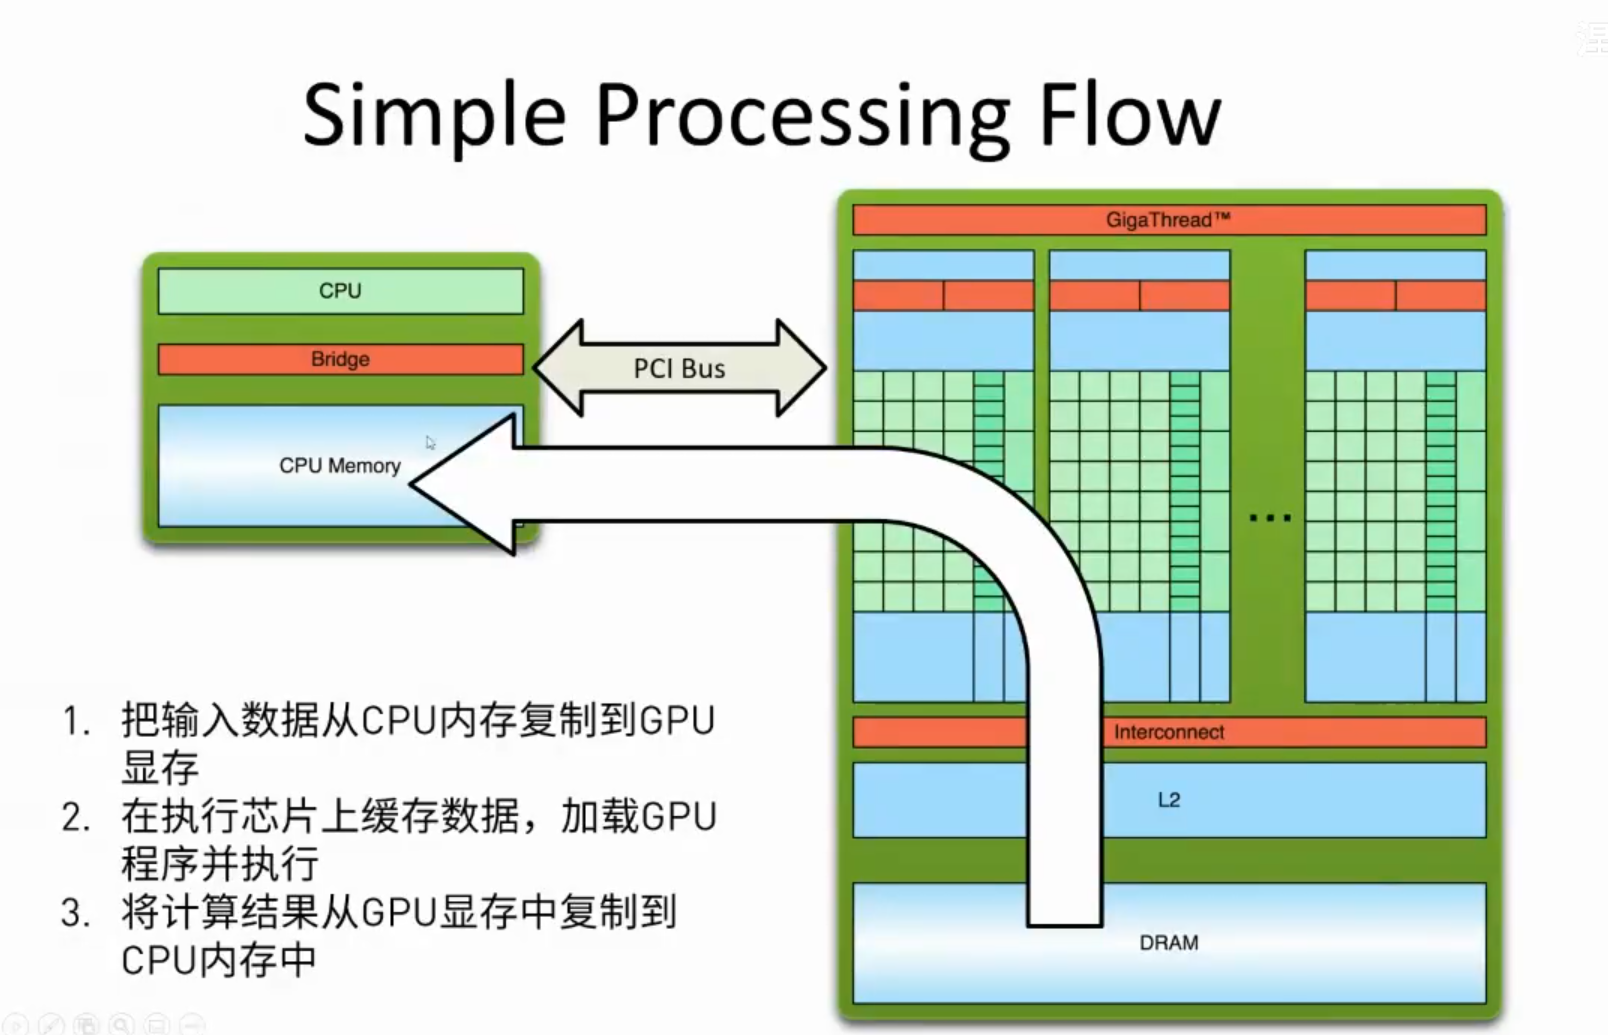 Simple Processing Flow
GigaThread™
CPU
Bridge
PCI Bus
CPU Memory
...
1. 把输入数据从CPU内存复制到GPU
显存
2. 在执行芯片上缓存数据，加载GPU
程序并执行
3. 将计算结果从GPU显存中复制到
CPU内存中
Interconnect
L2
DRAM